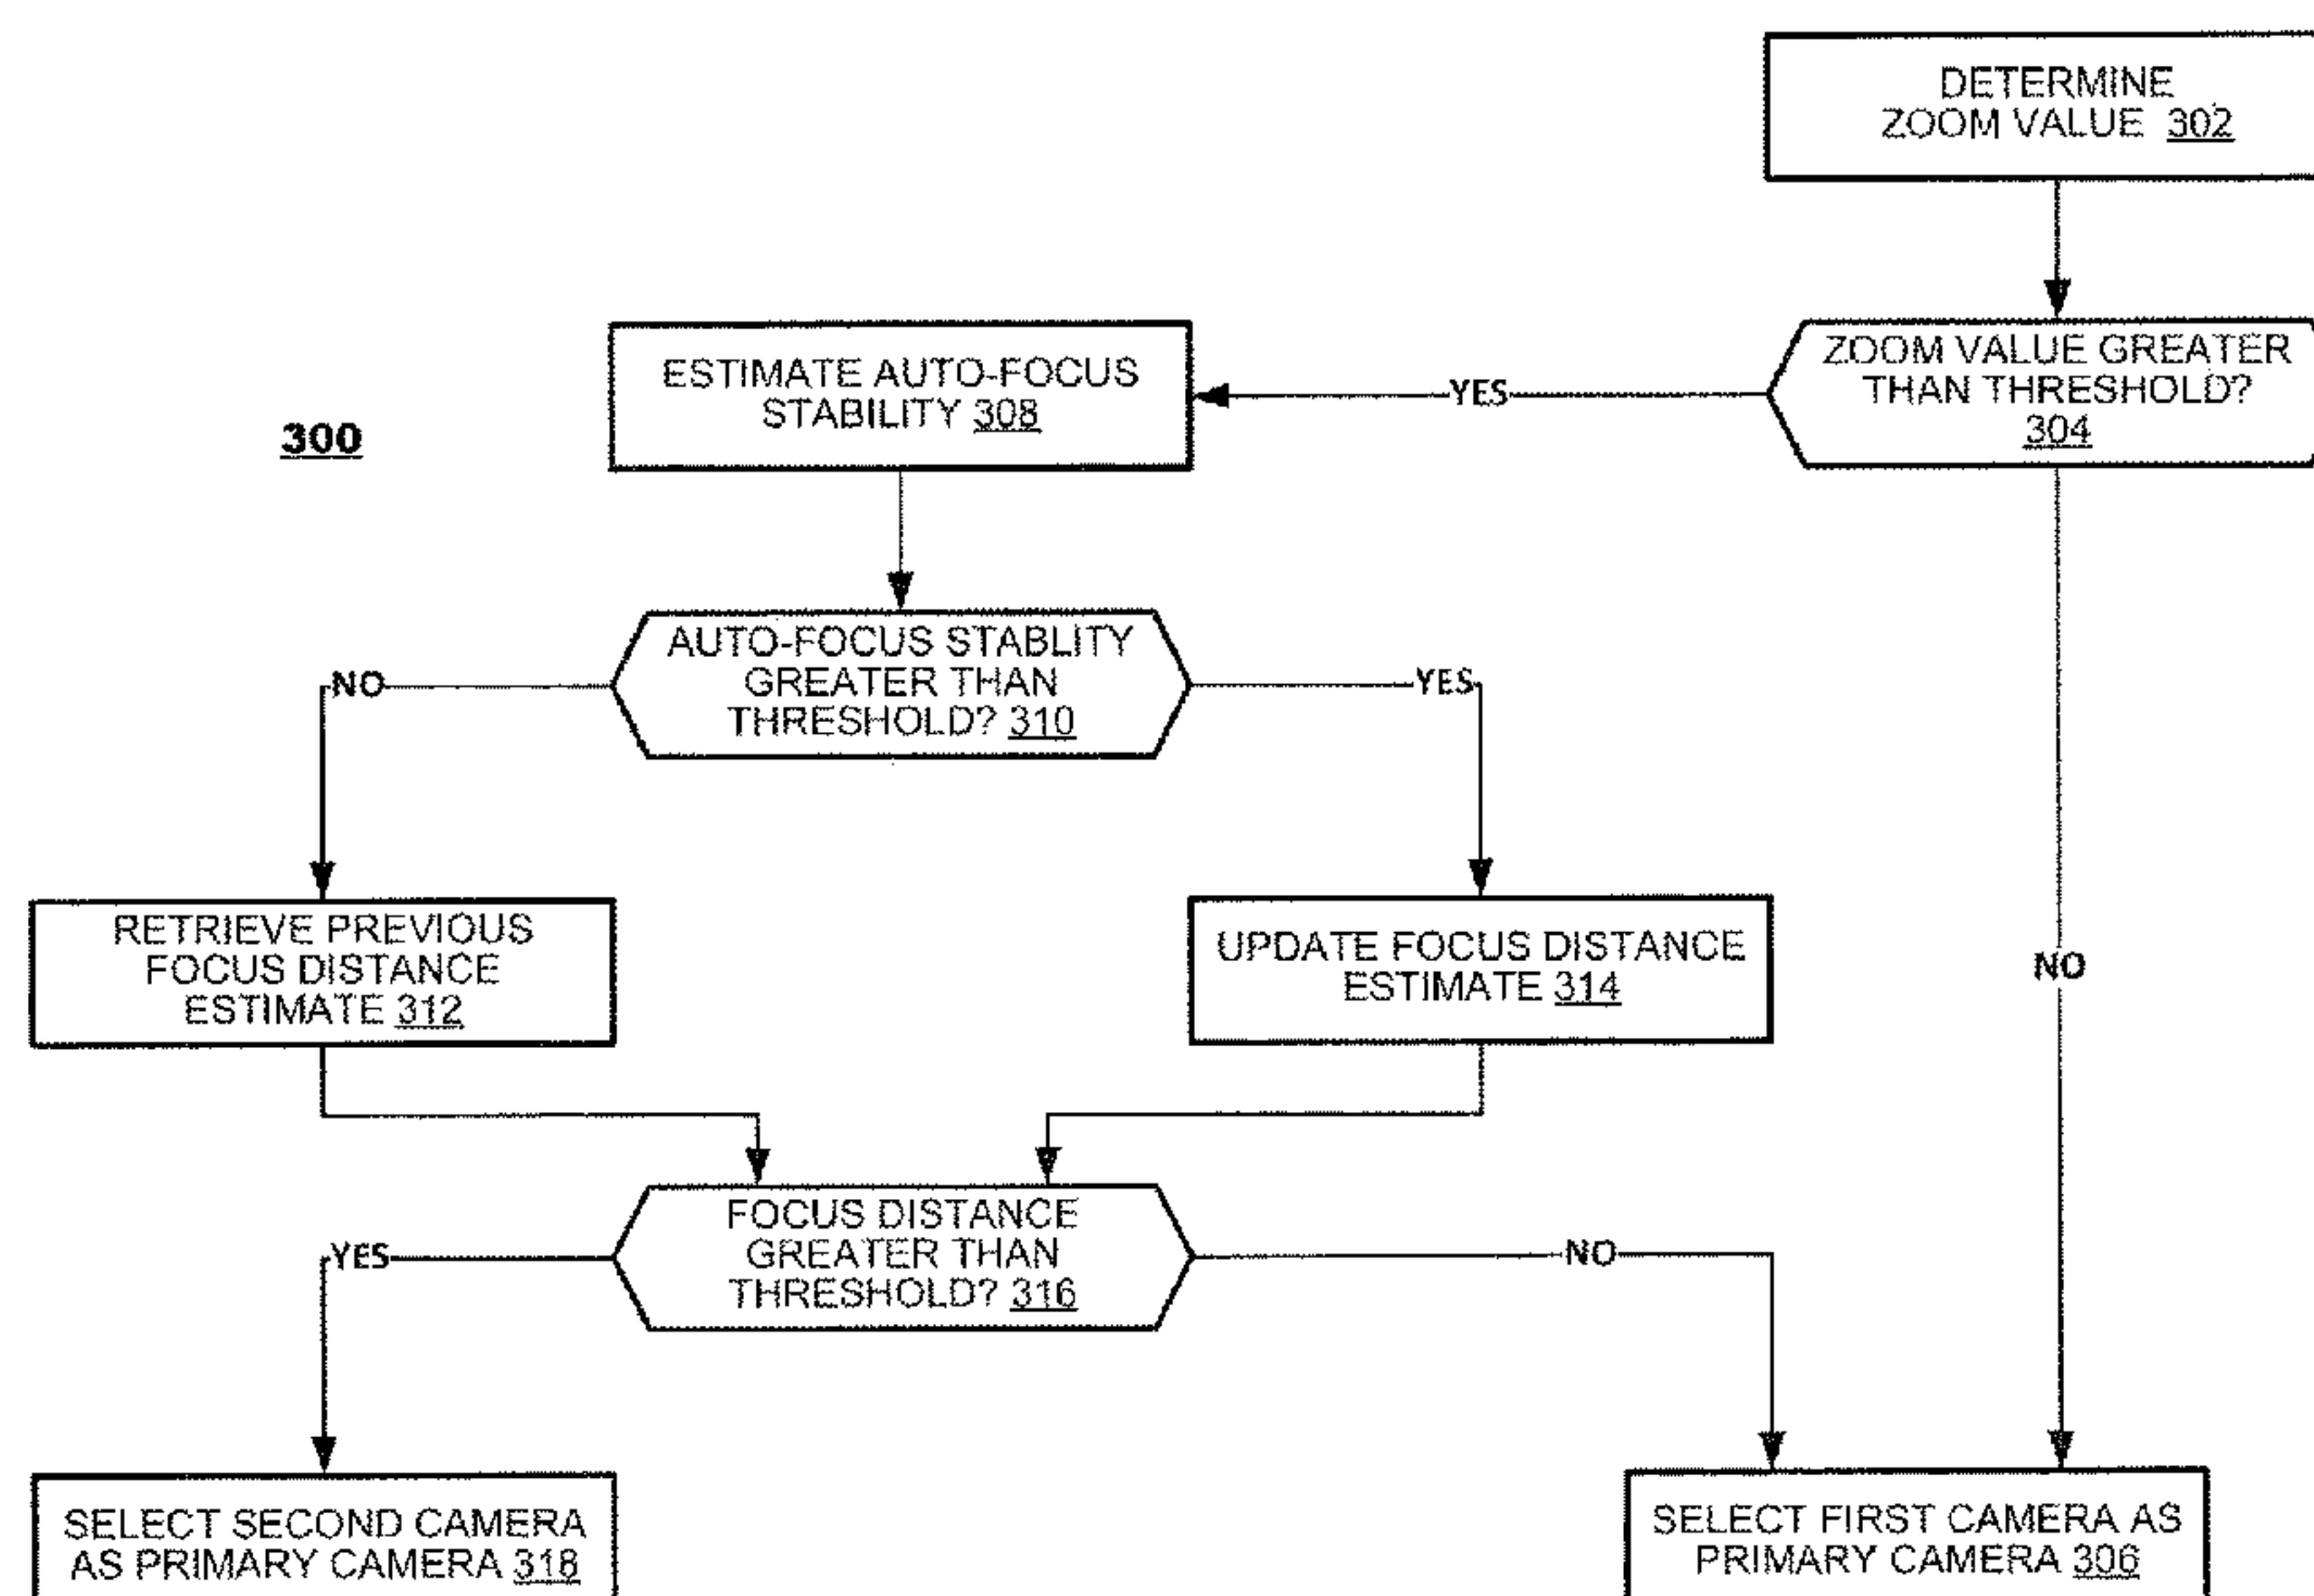 DETERMINE
ZOOM VALUE 302
ZOOM VALUE GREATER
THAN THRESHOLD?
304
YES
ESTIMATE AUTO-FOCUS
STABILITY 308
300
AUTO-FOCUS STABLITY
GREATER THAN
THRESHOLD? 310
NO
YES
RETRIEVE PREVIOUS
FOCUS DISTANCE
ESTIMATE 312
UPDATE FOCUS DISTANCE
ESTIMATE 314
NO
FOCUS DISTANCE
GREATER THAN
THRESHOLD? 316
YES
NO
SELECT SECOND CAMERA
AS PRIMARY CAMERA 318
SELECT FIRST CAMERA AS
PRIMARY CAMERA 306